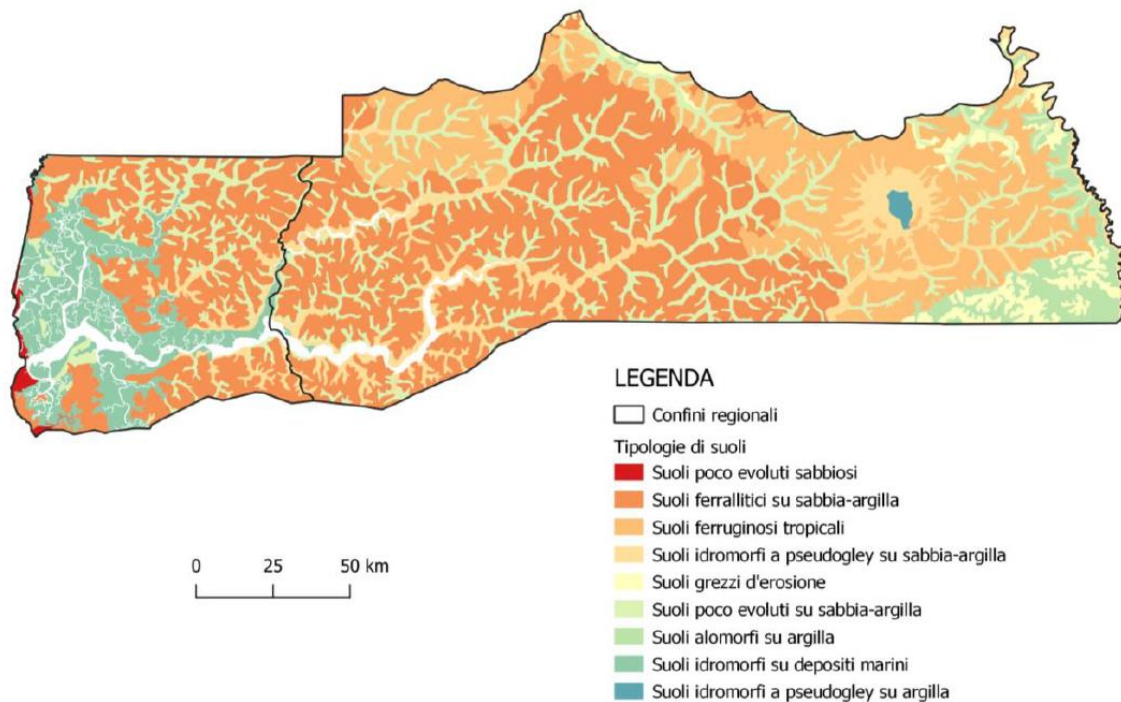 LEGENDA
Confini regionali
Tipologie di suoli
Suoli poco evoluti sabbiosi
Suoli ferrallitici su sabbia-argilla
Suoli ferruginosi tropicali
Suoli idromorfi a pseudogley su sabbia-argilla
Suoli grezzi d'erosione
Suoli poco evoluti su sabbia-argilla
Suoli alomorfi su argilla
Suoli idromorfi su depositi marini
Suoli idromorfi a pseudogley su argilla
0 25 50 km